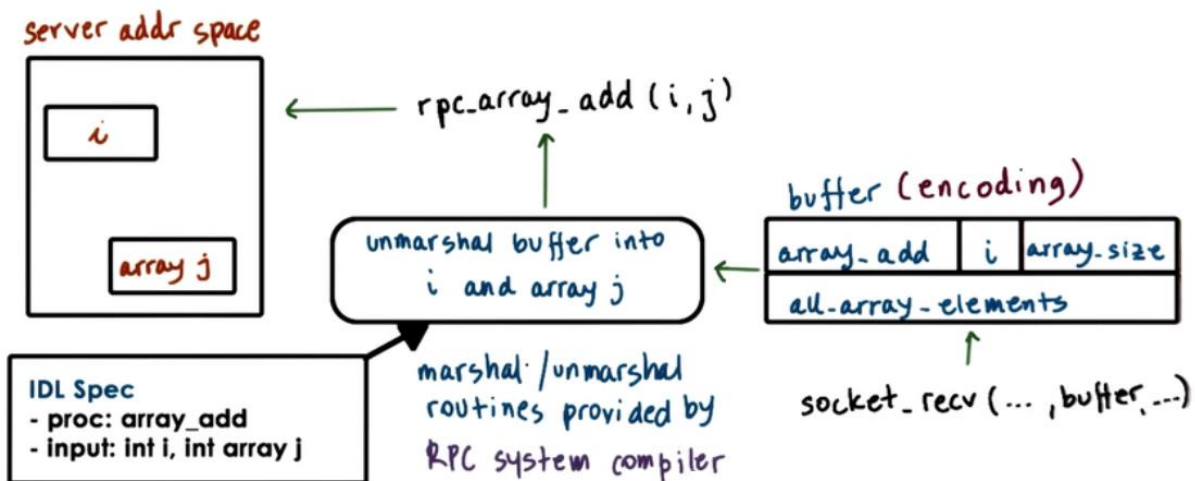 server addr space
i
array j
rpc_array_add (i, j)
buffer (encoding)
array_add i array_size
all_array_elements
unmarshal buffer into
i and array j
IDL Spec
- proc: array_add
- input: int i, int array j
marshal/unmarshal
routines provided by
RPC system compiler
socket_recv (... , buffer, ...)